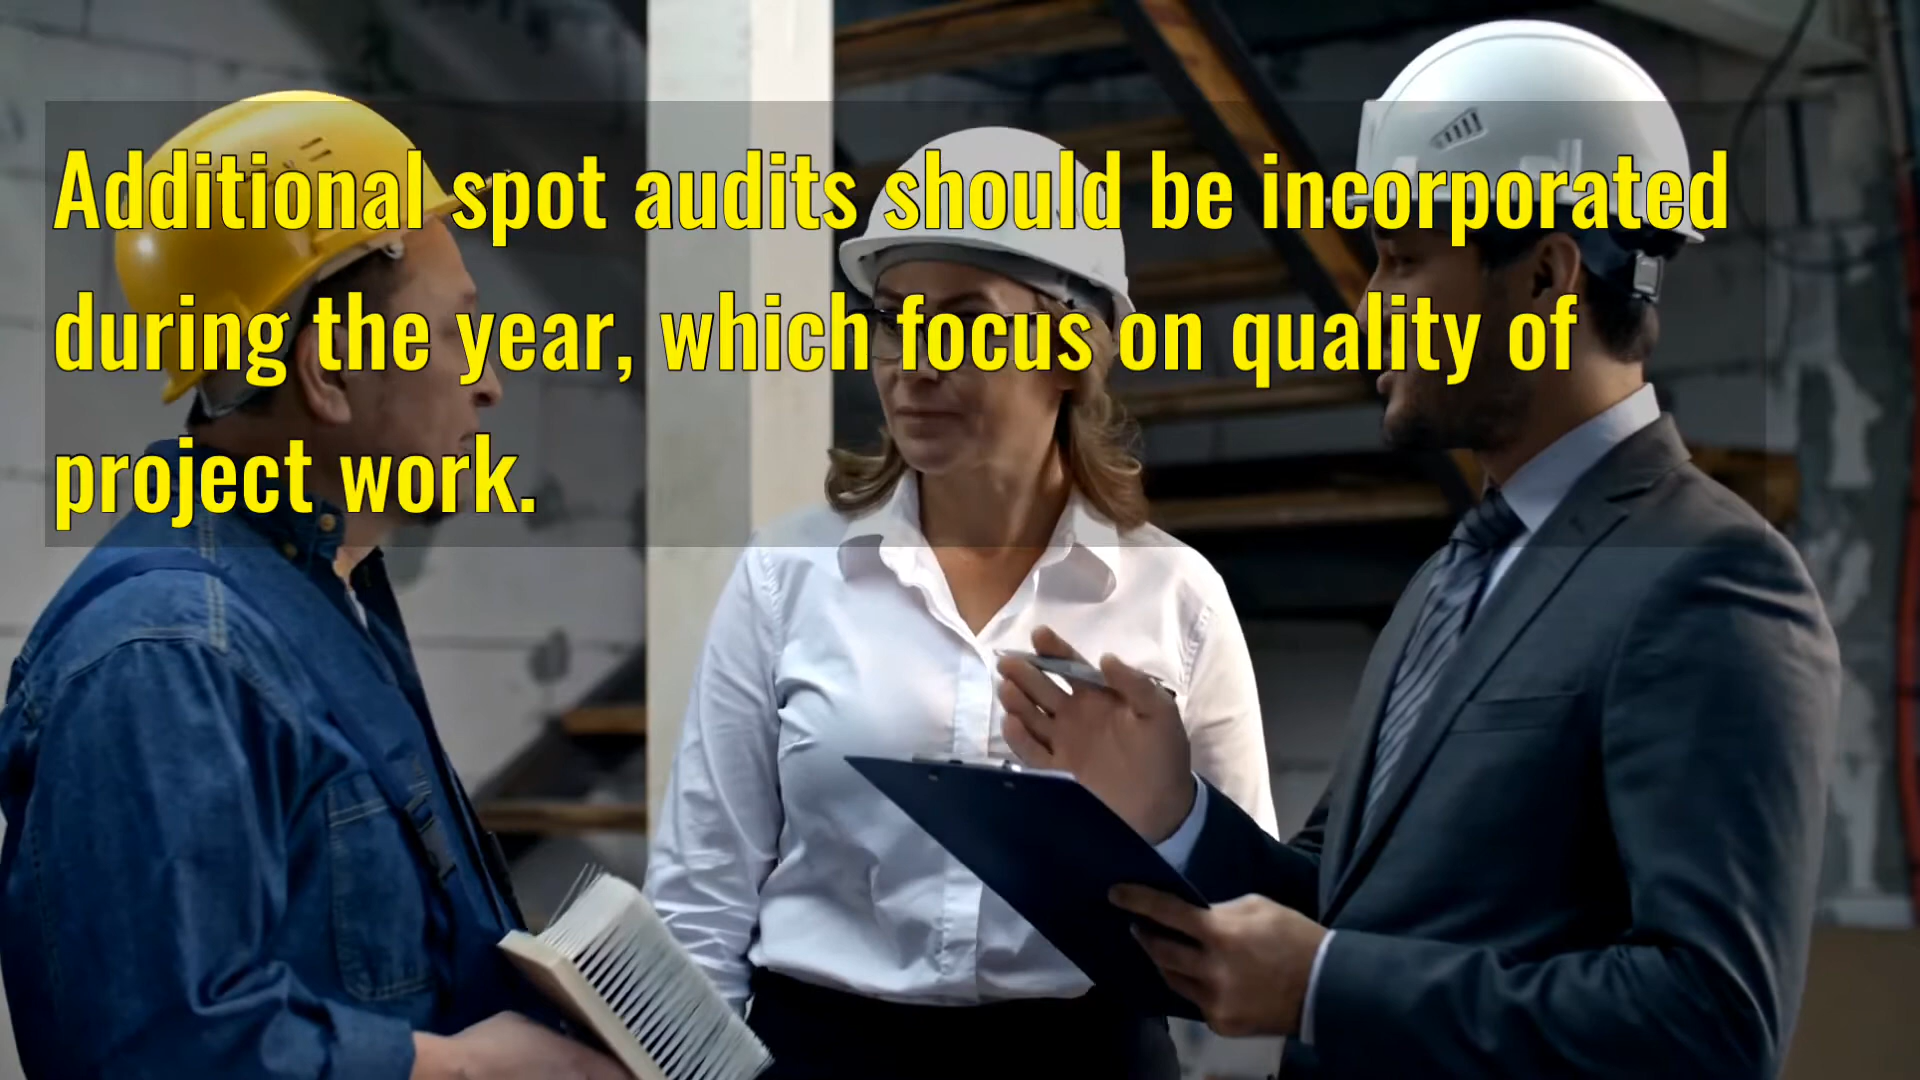 Additional spot audits should be incorporated
during the year, which focus on quality of
project work.